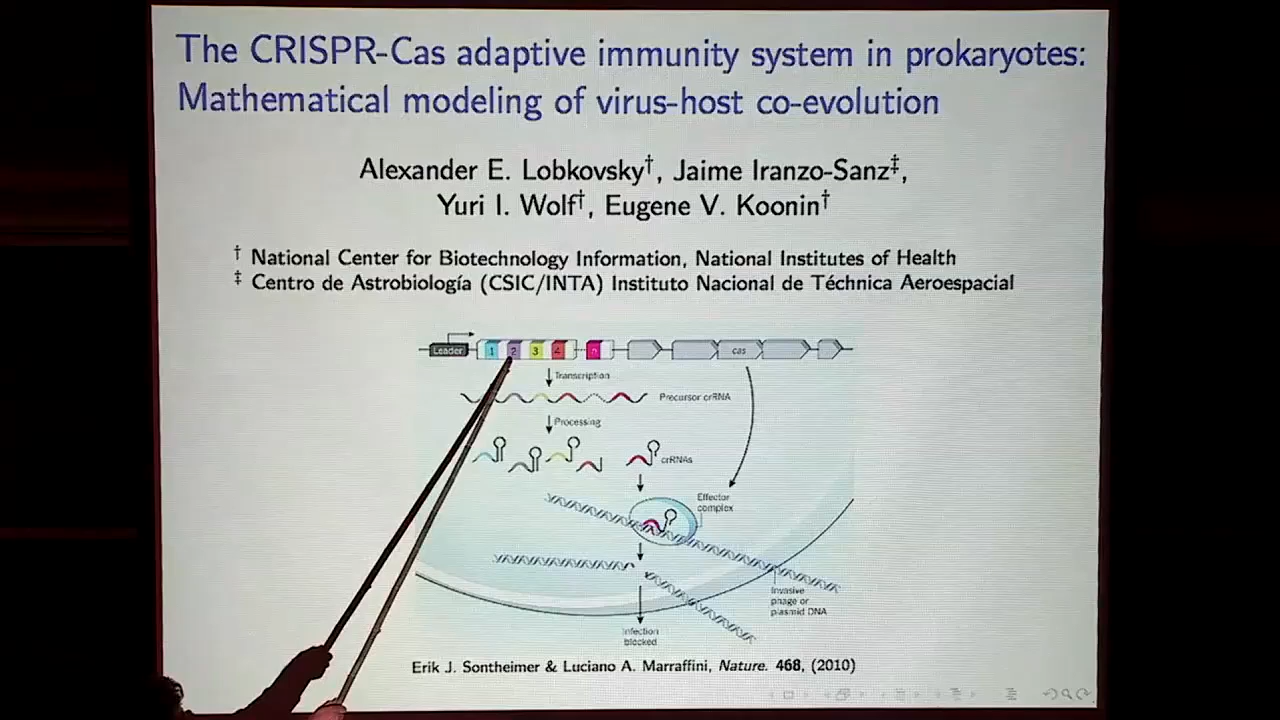 The CRISPR-Cas adaptive immunity system in prokaryotes:
Mathematical modeling of virus-host co-evolution
Alexander E. Lobkovsky†, Jaime Iranzo-Sanz‡,
Yuri I. Wolf†, Eugene V. Koonin†
† National Center for Biotechnology Information, National Institutes of Health
‡ Centro de Astrobiología (CSIC/INTA) Instituto Nacional de Téchnica Aeroespacial
Leader 1 2 3 4 n cas
Transcription
Precursor crRNA
Processing
crRNAs
Effector
complex
Invasive
phage or
plasmid DNA
Infection
blocked
Erik J. Sontheimer & Luciano A. Marraffini, Nature. 468, (2010)